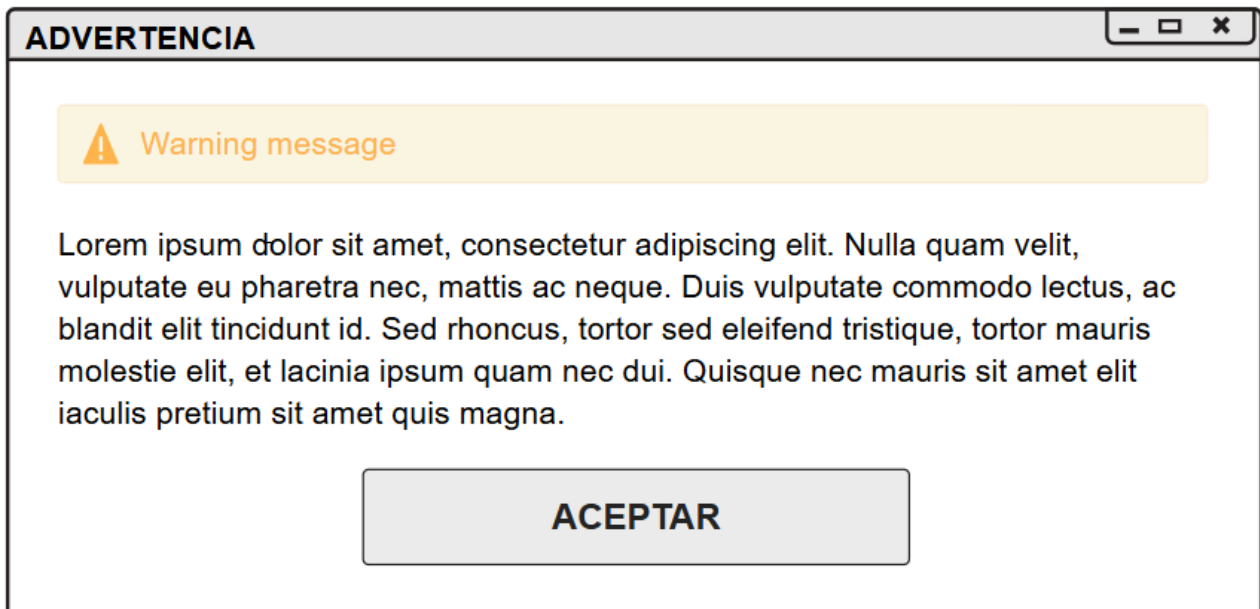 ADVERTENCIA
Warning message
Lorem ipsum dolor sit amet, consectetur adipiscing elit. Nulla quam velit,
vulputate eu pharetra nec, mattis ac neque. Duis vulputate commodo lectus, ac
blandit elit tincidunt id. Sed rhoncus, tortor sed eleifend tristique, tortor mauris
molestie elit, et lacinia ipsum quam nec dui. Quisque nec mauris sit amet elit
iaculis pretium sit amet quis magna.
ACEPTAR